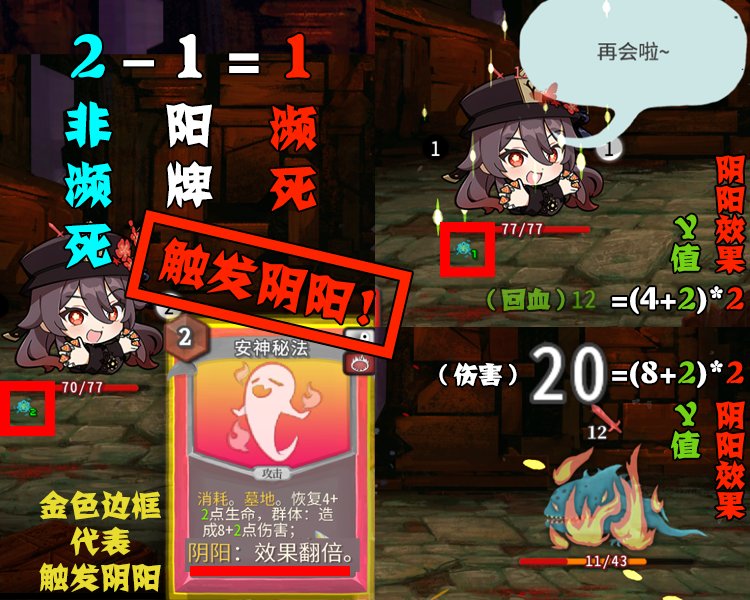 2-1=1
非濒死
阳牌
濒死
触发阴阳！
2
70/77
2
2
安神秘法
攻击
消耗。墓地。恢复4+
2点生命，群体：造
成8+2点伤害；
阴阳：效果翻倍。
金色边框
代表
触发阴阳
再会啦~
1
1
77/77
1
（回血）12 =(4+2)*2
Y值
阴阳效果
（伤害）20=(8+2)*2
Y值
阴阳效果
12
11/43